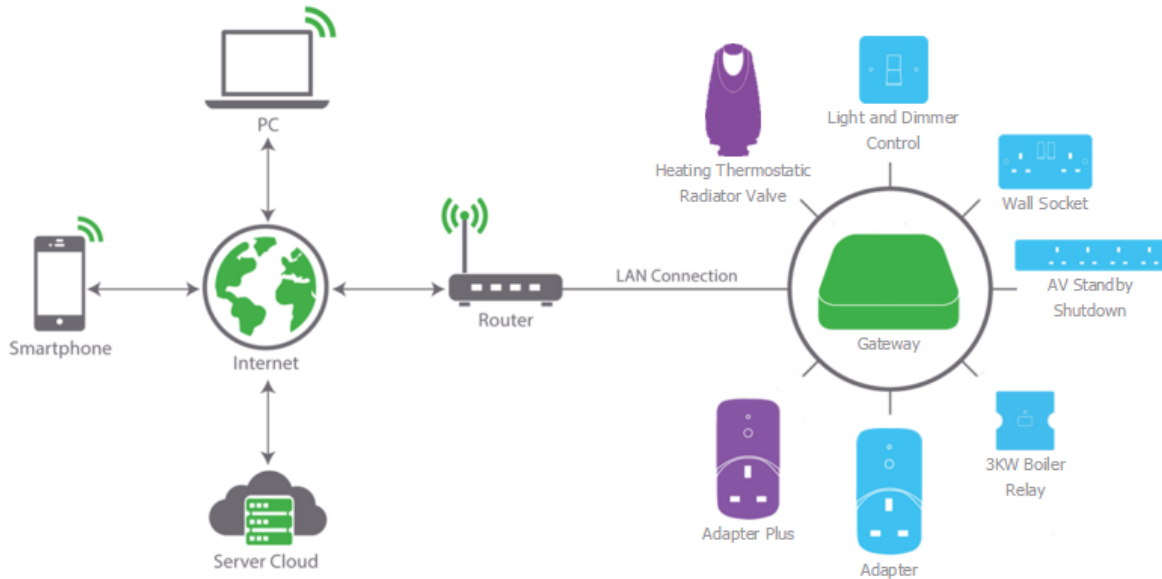 PC
Smartphone
Internet
Server Cloud
Router
LAN Connection
Heating Thermostatic
Radiator Valve
Light and Dimmer
Control
Wall Socket
AV Standby
Shutdown
Gateway
3KW Boiler
Relay
Adapter Plus
Adapter